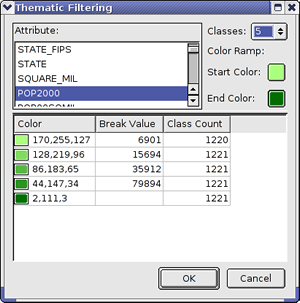 Thematic Filtering
Attribute:
Classes: 5
STATE_FIPS
STATE
SQUARE_MIL
POP2000
Color Ramp:
Start Color:
End Color:
Color Break Value Class Count
170,255,127 6901 1220
128,219,96 15694 1221
86,183,65 35912 1221
44,147,34 79894 1221
2,111,3 1221
OK Cancel